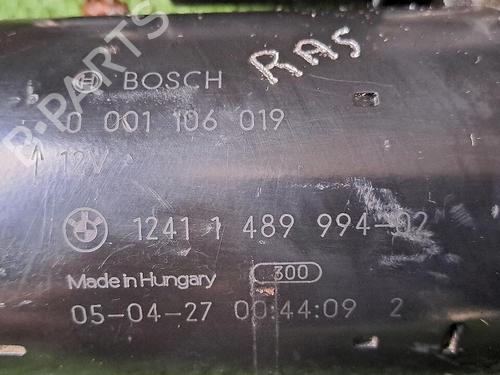 B-PARTS
RAS
BOSCH
0 001 106 019
12V
1241 1 489 994-02
Made in Hungary
300
05-04-27 00:44:09 2